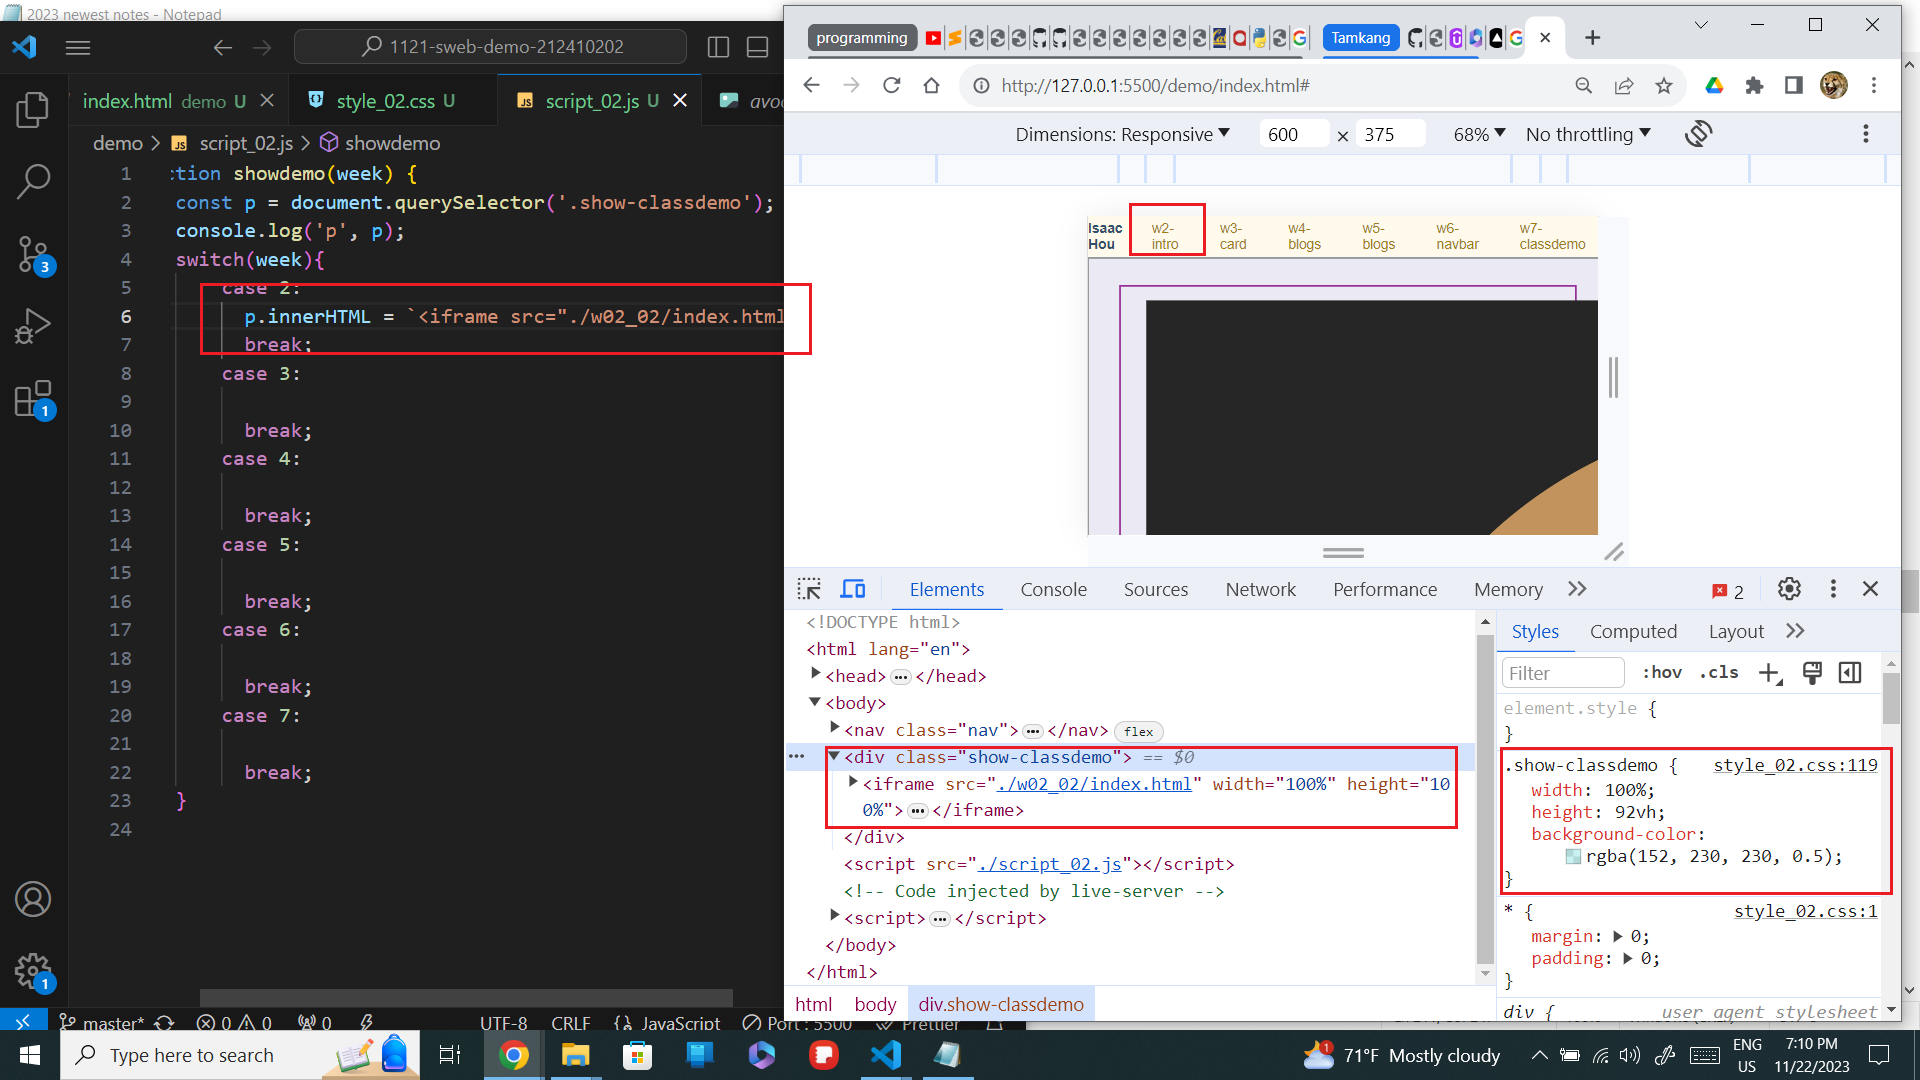 2023 newest notes - Notepad
1121-sweb-demo-212410202
index.html demo U
style_02.css U
script_02.js U
avoc
demo > script_02.js > showdemo
1 ction showdemo(week) {
2 const p = document.querySelector('.show-classdemo');
3 console.log('p', p);
4 switch(week){
5 case 2:
6 p.innerHTML = `<iframe src="./w02_02/index.html
7 break;
8 case 3:
9
10 break;
11 case 4:
12
13 break;
14 case 5:
15
16 break;
17 case 6:
18
19 break;
20 case 7:
21
22 break;
23 }
24
3
1
1
master*
0 0
0
UTF-8
CRLF
{} JavaScript
Port : 5500
Prettier
programming
Tamkang
http://127.0.0.1:5500/demo/index.html#
Dimensions: Responsive
600 × 375
68%
No throttling
Isaac
Hou
w2-
intro
w3-
card
w4-
blogs
w5-
blogs
w6-
navbar
w7-
classdemo
Elements
Console
Sources
Network
Performance
Memory
2
<!DOCTYPE html>
<html lang="en">
<head>…</head>
<body>
<nav class="nav">…</nav> flex
<div class="show-classdemo"> == $0
<iframe src="./w02_02/index.html" width="100%" height="10
0%">…</iframe>
</div>
<script src="./script_02.js"></script>
<!-- Code injected by live-server -->
<script>…</script>
</body>
</html>
html
body
div.show-classdemo
Styles
Computed
Layout
Filter
:hov
.cls
element.style {
}
.show-classdemo {
style_02.css:119
width: 100%;
height: 92vh;
background-color:
rgba(152, 230, 230, 0.5);
}
* {
style_02.css:1
margin: 0;
padding: 0;
}
div {
user agent stylesheet
Type here to search
1
71°F Mostly cloudy
ENG
US
7:10 PM
11/22/2023